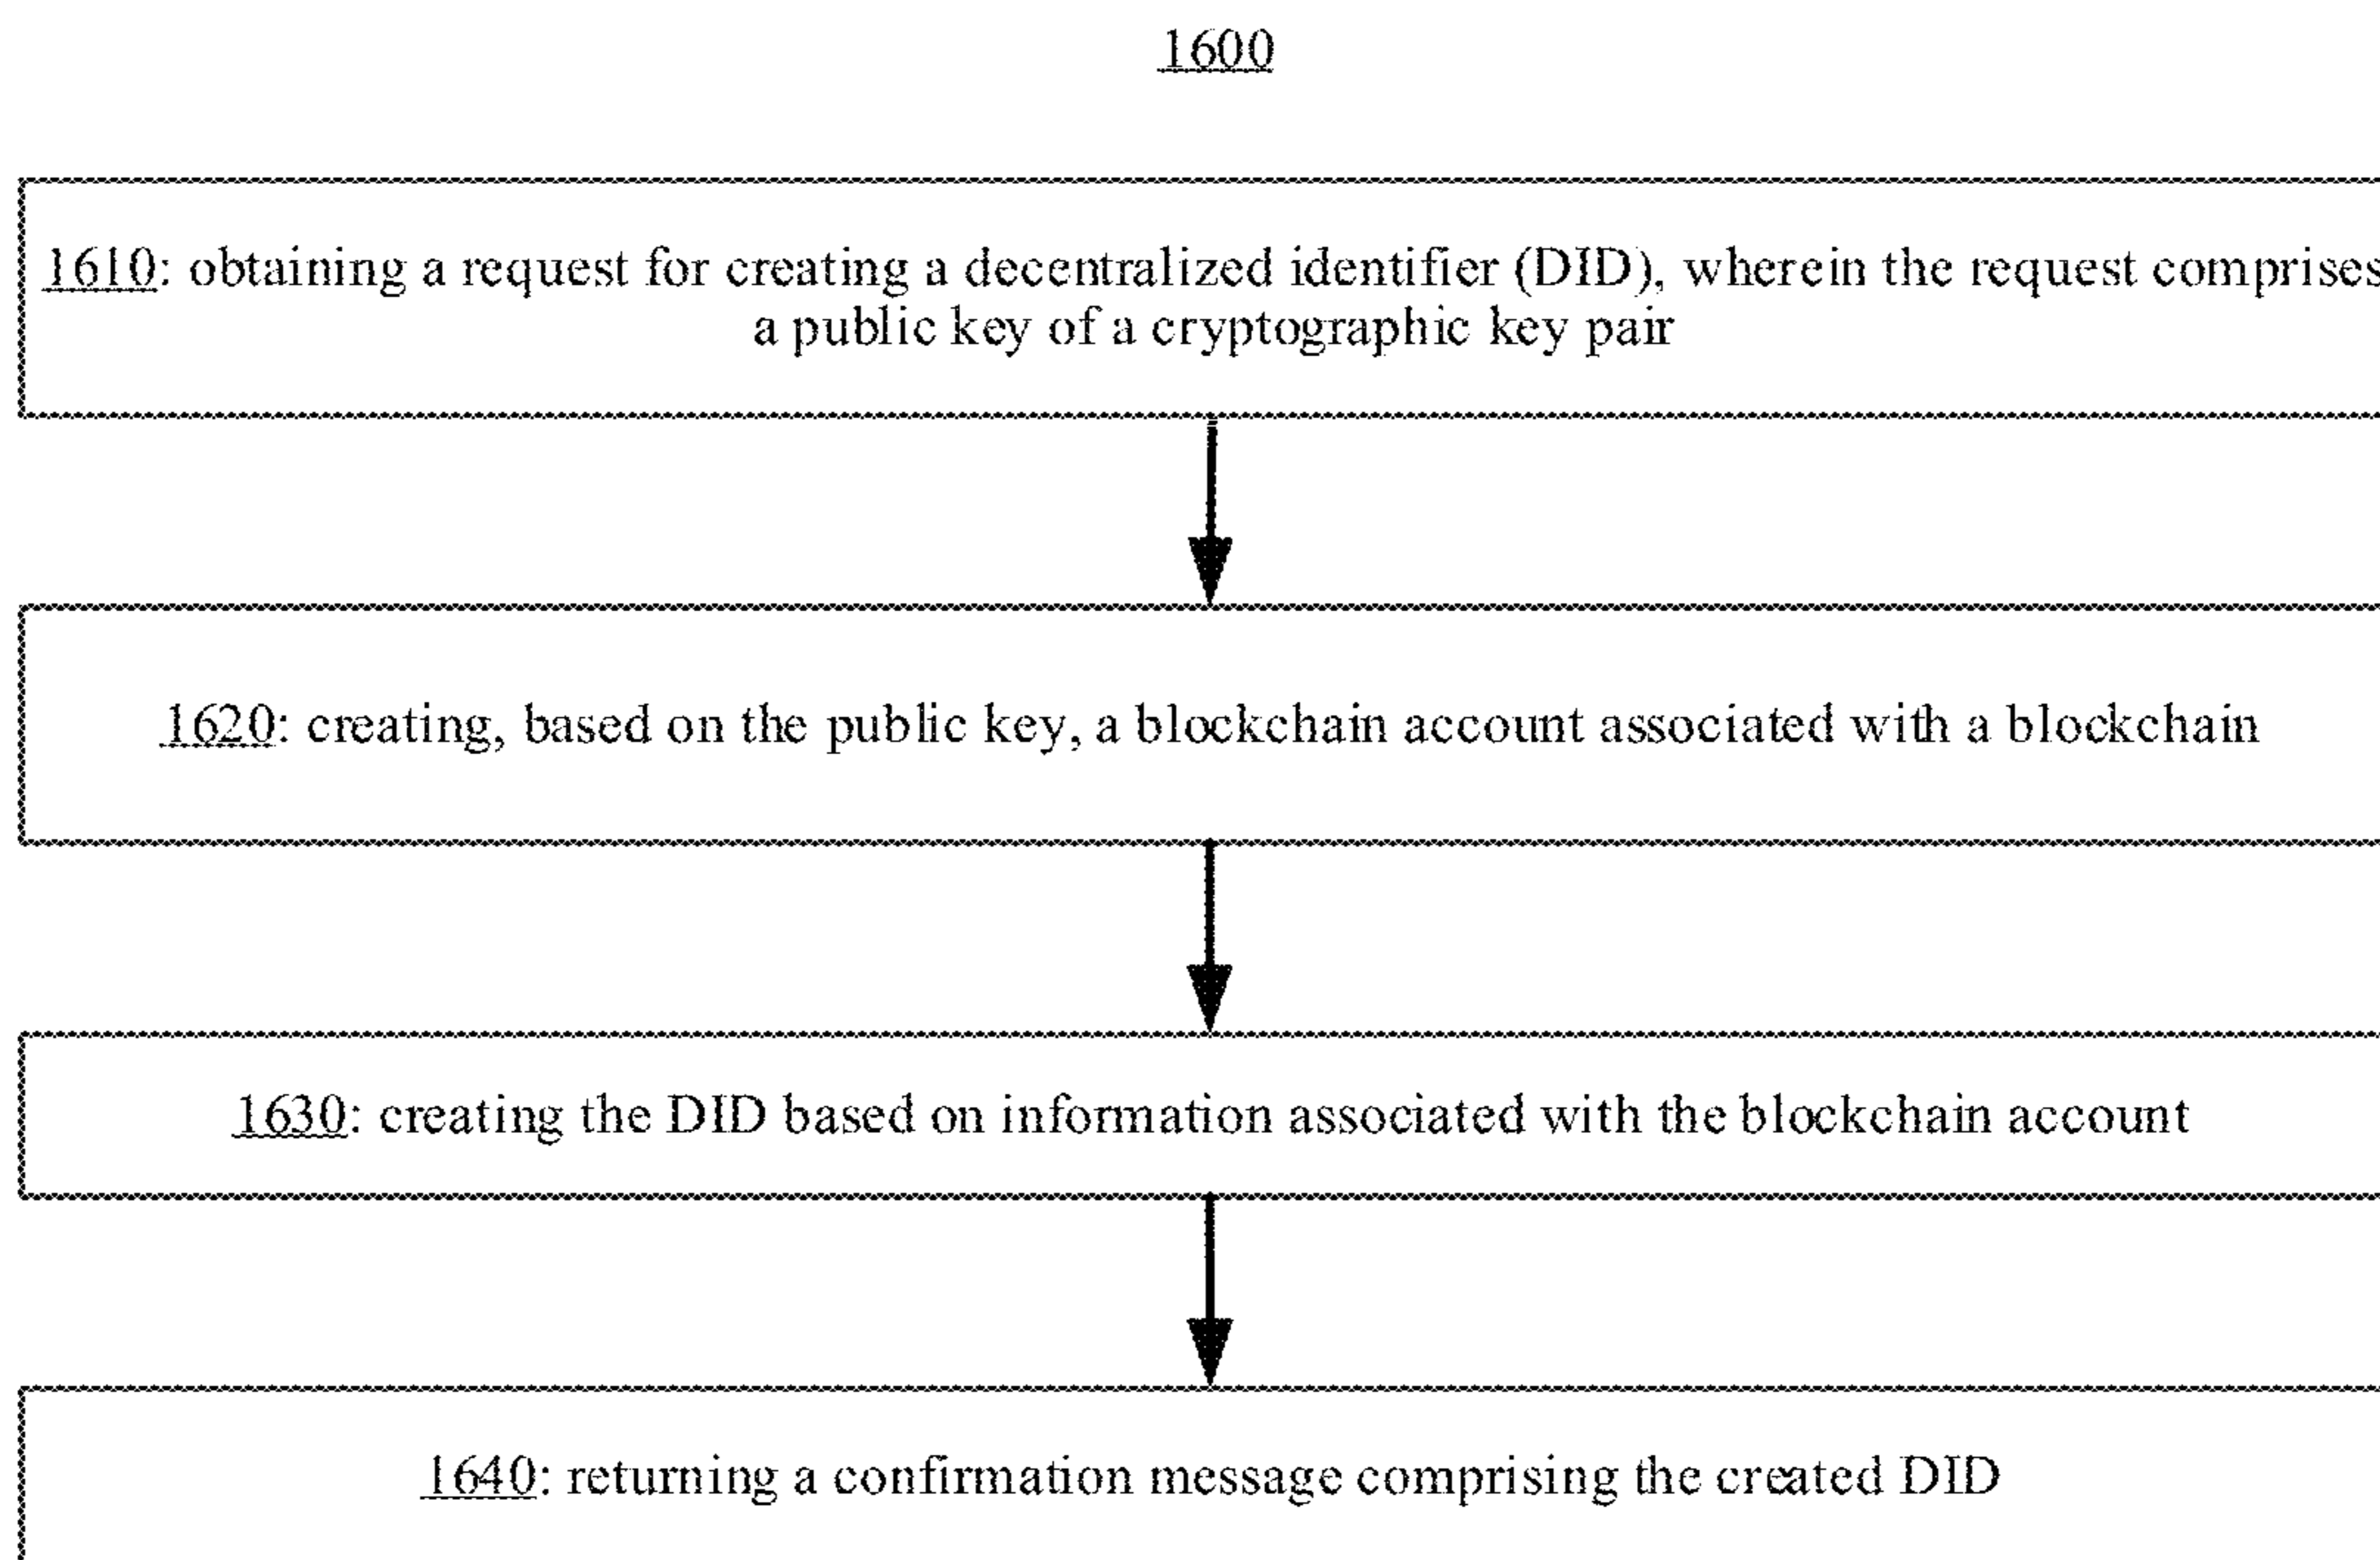 1600
1610: obtaining a request for creating a decentralized identifier (DID), wherein the request comprises
a public key of a cryptographic key pair
1620: creating, based on the public key, a blockchain account associated with a blockchain
1630: creating the DID based on information associated with the blockchain account
1640: returning a confirmation message comprising the created DID